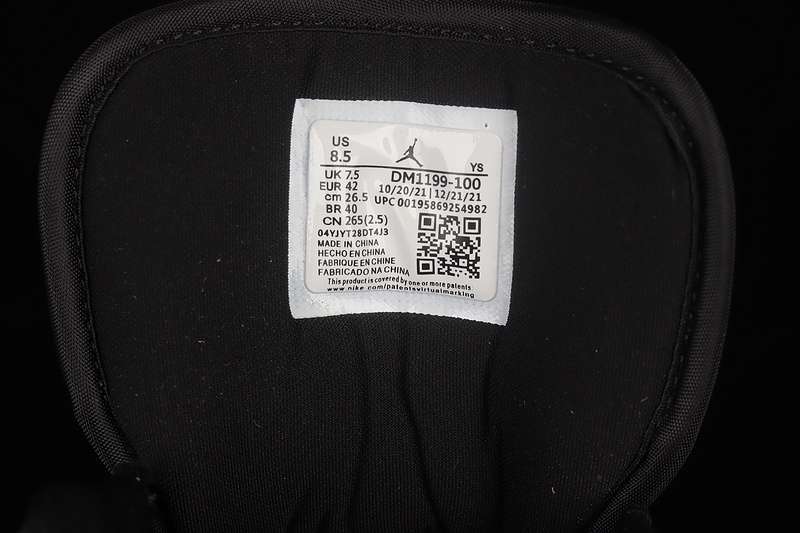 US
8.5
YS
UK 7.5
DM1199-100
EUR 42
10/20/21 | 12/21/21
cm 26.5
UPC 00195869254982
BR 40
CN 265(2.5)
04YJYT28DT4J3
MADE IN CHINA
HECHO EN CHINA
FABRIQUE EN CHINE
FABRICADO NA CHINA
This product is covered by one or more patents
www.nike.com/patentsvirtualmarking